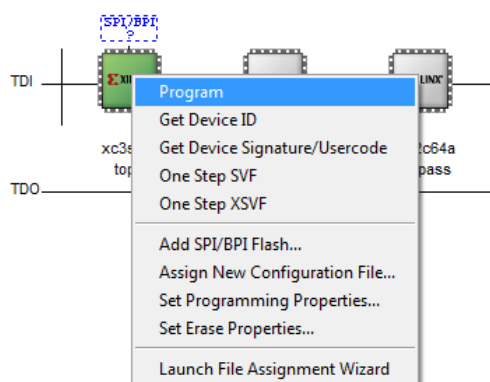 SPI/BPI
?
TDI
XIL
LINX
Program
Get Device ID
Get Device Signature/Usercode
xc3s
2c64a
top
pass
One Step SVF
TDO
One Step XSVF
Add SPI/BPI Flash...
Assign New Configuration File...
Set Programming Properties...
Set Erase Properties...
Launch File Assignment Wizard